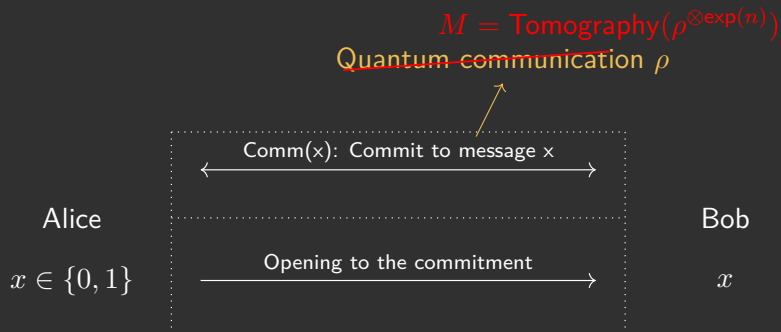 M = Tomography(ρ^{⊗exp(n)})
Quantum communication ρ
Comm(x): Commit to message x
Alice
Bob
Opening to the commitment
x ∈ {0, 1}
x